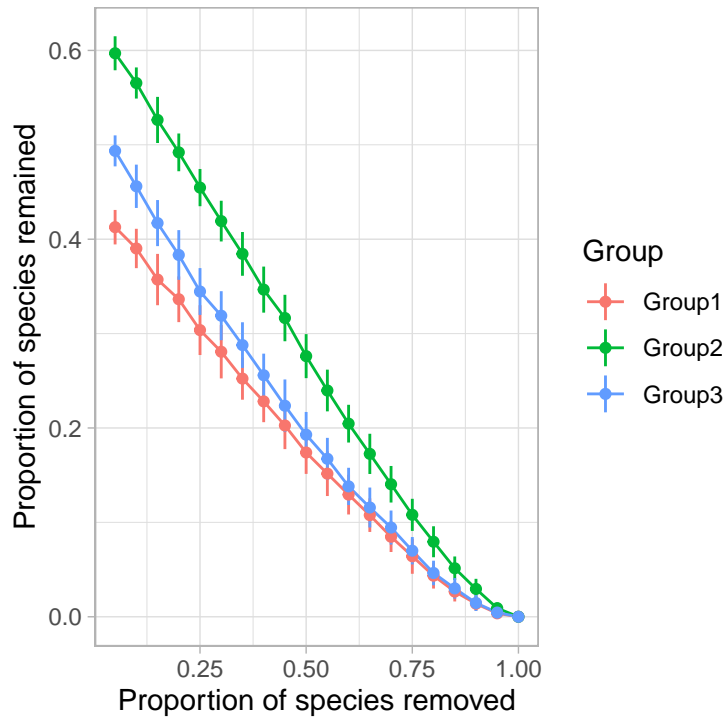 0.6
0.4
0.2
0.0
Proportion of species remained
0.25 0.50 0.75 1.00
Proportion of species removed
Group
Group1
Group2
Group3